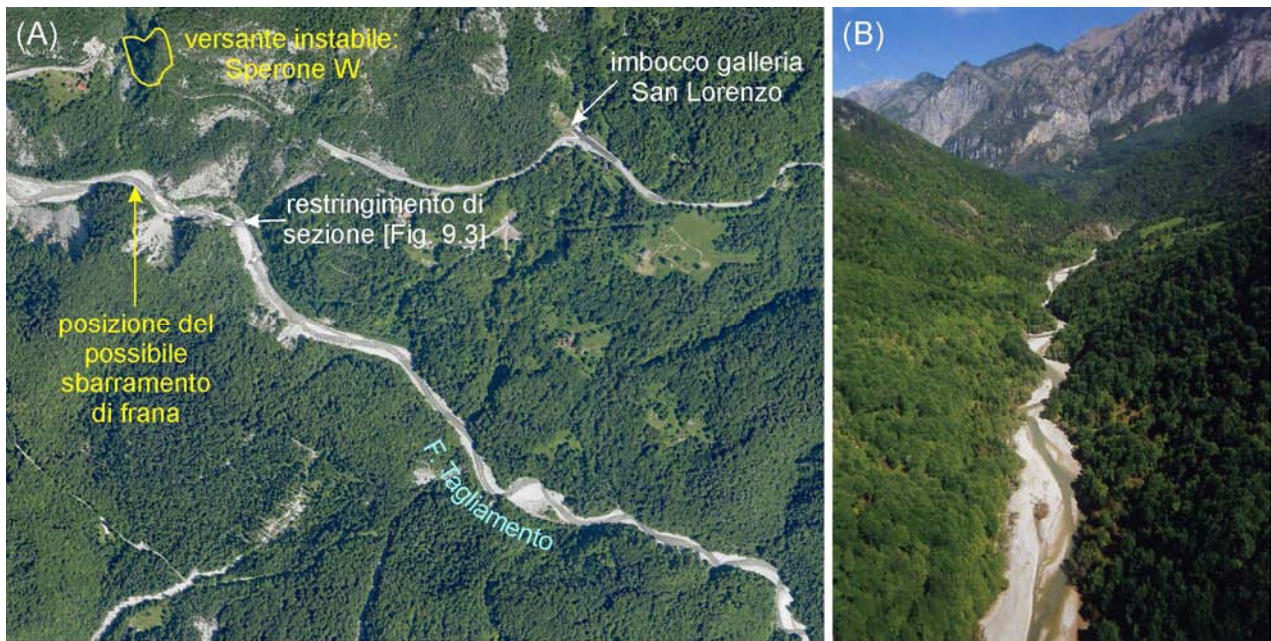 (A)
versante instabile:
Sperone W
imbocco galleria
San Lorenzo
restringimento di
sezione [Fig. 9.3]
posizione del
possibile
sbarramento
di frana
F. Tagliamento
(B)